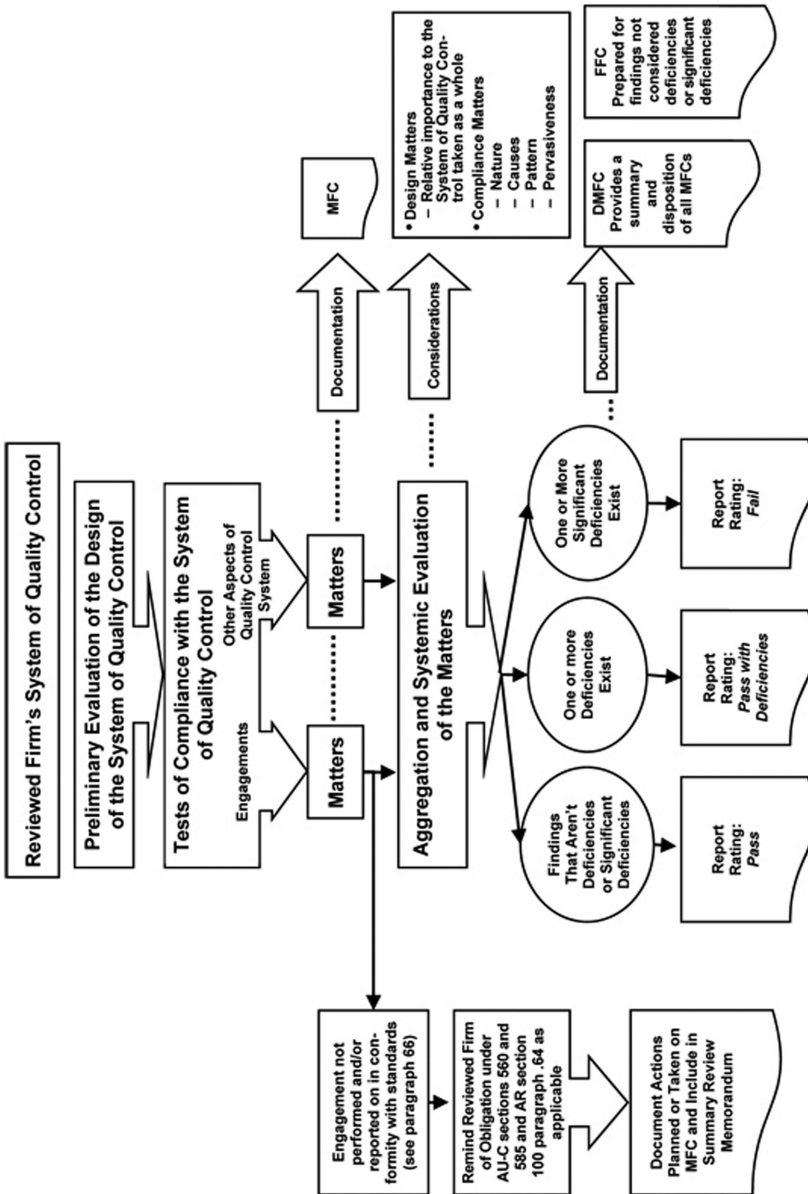 Reviewed Firm's System of Quality Control
Preliminary Evaluation of the Design
of the System of Quality Control
Tests of Compliance with the System
of Quality Control
Engagements
Other Aspects of
Quality Control
System
Matters
Matters
Documentation
MFC
Engagement not
performed and/or
reported on in con-
formity with standards
(see paragraph 66)
Remind Reviewed Firm
of Obligation under
AU-C sections 560 and
585 and AR section
100 paragraph .64 as
applicable
Document Actions
Planned or Taken on
MFC and Include in
Summary Review
Memorandum
Aggregation and Systemic Evaluation
of the Matters
Considerations
• Design Matters
– Relative importance to the
System of Quality Con-
trol taken as a whole
• Compliance Matters
– Nature
– Causes
– Pattern
– Pervasiveness
Findings
That Aren't
Deficiencies
or Significant
Deficiencies
One or more
Deficiencies
Exist
One or More
Significant
Deficiencies
Exist
Documentation
DMFC
Provides a
summary
and
disposition
of all MFCs
FFC
Prepared for
findings not
considered
deficiencies
or significant
deficiencies
Report
Rating:
Pass
Report
Rating:
Pass with
Deficiencies
Report
Rating:
Fail